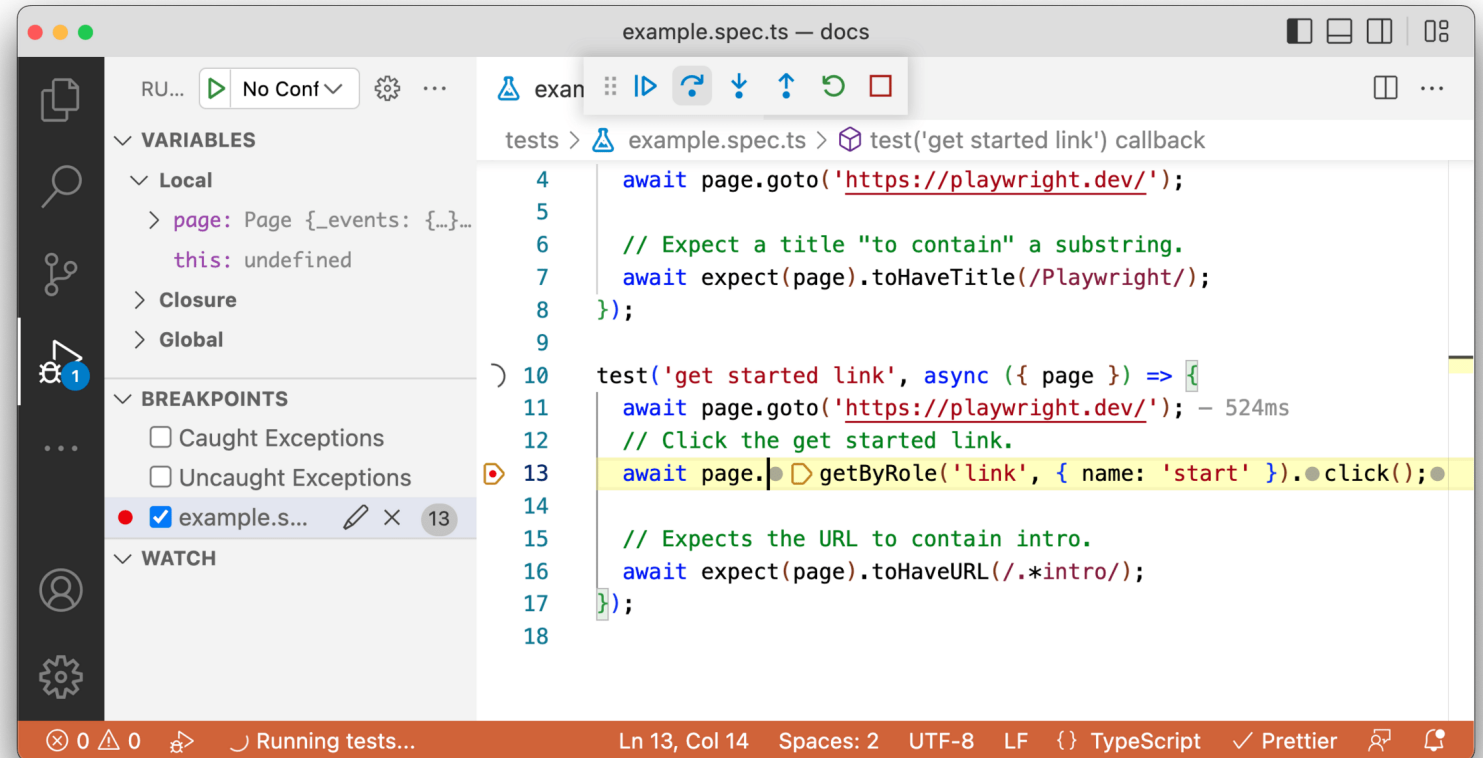 example.spec.ts — docs
RU...
No Conf
exam
VARIABLES
Local
page: Page {_events: {…}…
this: undefined
Closure
Global
BREAKPOINTS
Caught Exceptions
Uncaught Exceptions
example.s... 13
WATCH
1
tests > example.spec.ts > test('get started link') callback
4 await page.goto('https://playwright.dev/');
5
6 // Expect a title "to contain" a substring.
7 await expect(page).toHaveTitle(/Playwright/);
8 });
9
10 test('get started link', async ({ page }) => {
11 await page.goto('https://playwright.dev/'); — 524ms
12 // Click the get started link.
13 await page.getByRole('link', { name: 'start' }).click();
14
15 // Expects the URL to contain intro.
16 await expect(page).toHaveURL(/.*intro/);
17 });
18
0 0 Running tests... Ln 13, Col 14 Spaces: 2 UTF-8 LF {} TypeScript Prettier